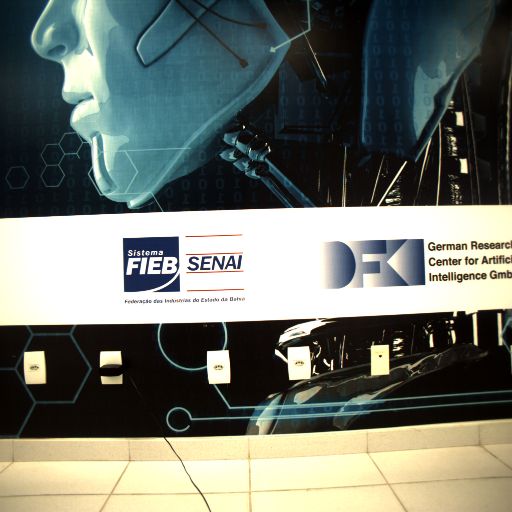 Sistema
FIEB
SENAI
Federação das Indústrias do Estado da Bahia
DFKI
German Research
Center for Artifici
Intelligence Gmb